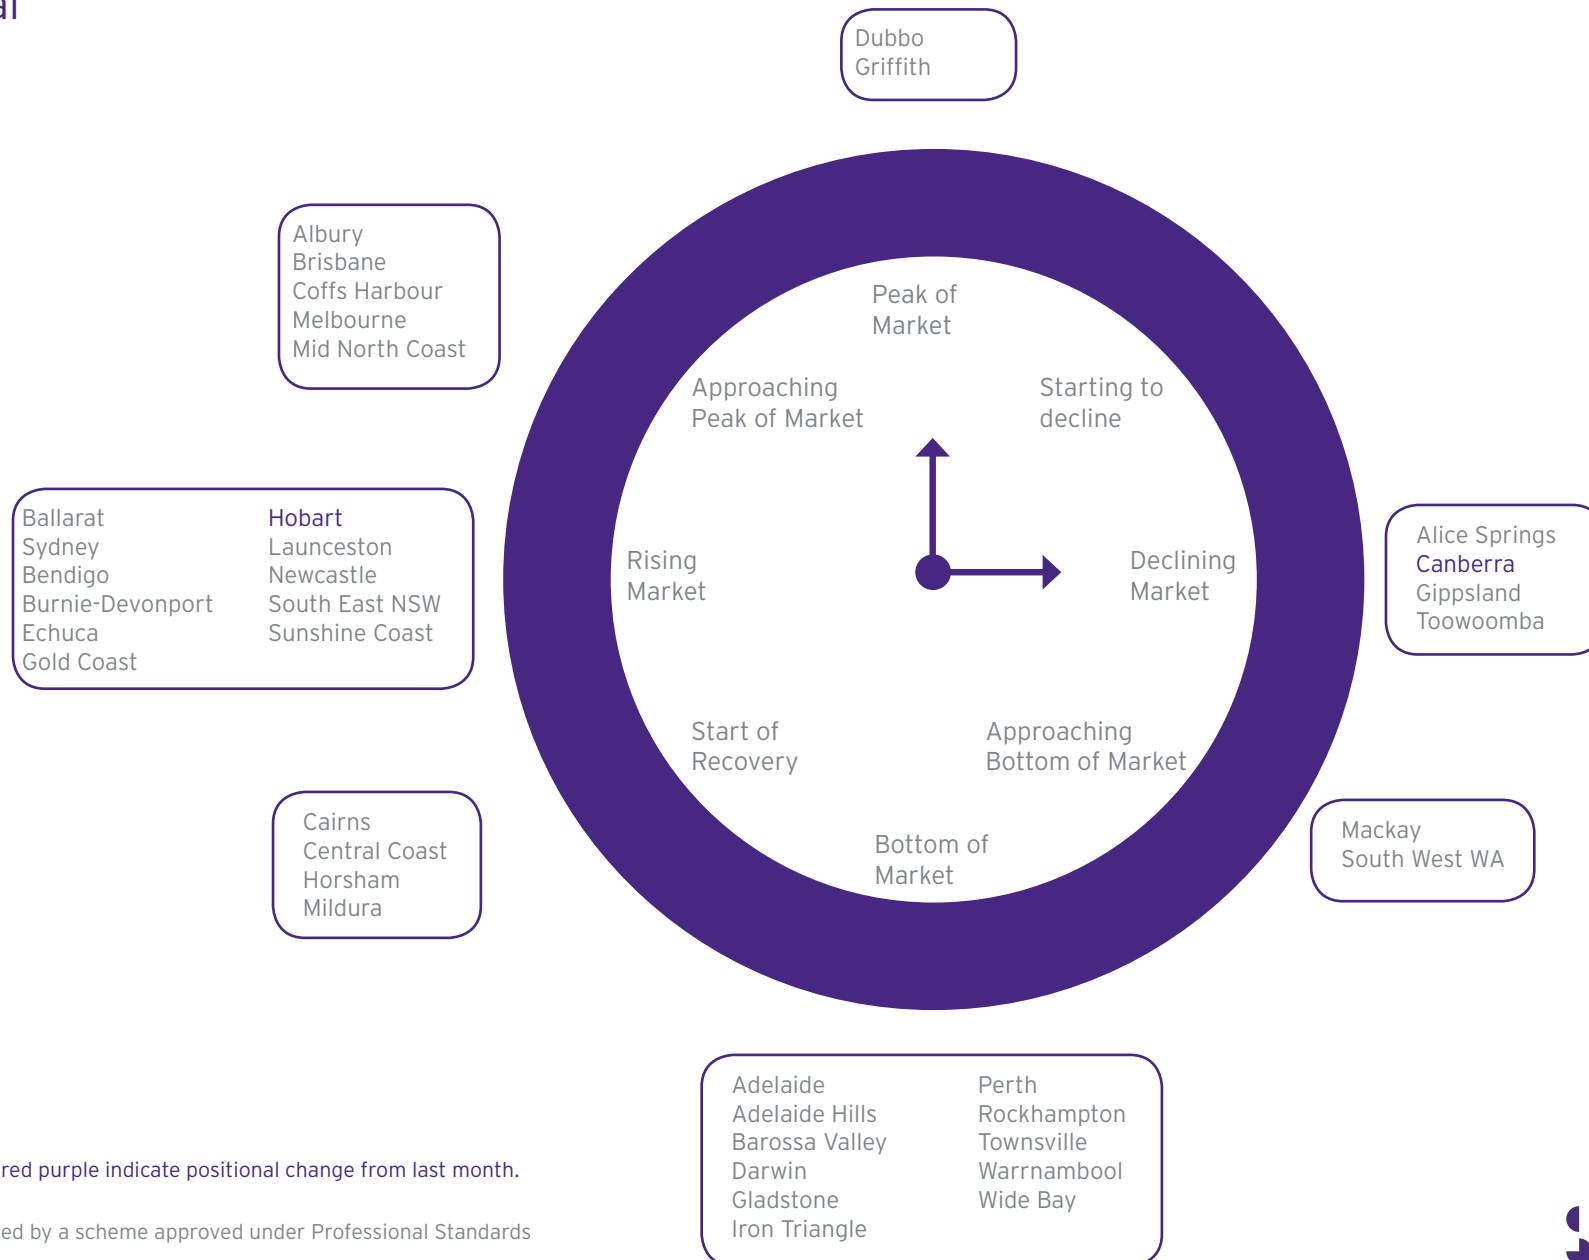 al
Dubbo
Griffith
Albury
Brisbane
Coffs Harbour
Melbourne
Mid North Coast
Peak of
Market
Approaching
Peak of Market
Starting to
decline
Ballarat
Sydney
Bendigo
Burnie-Devonport
Echuca
Gold Coast
Hobart
Launceston
Newcastle
South East NSW
Sunshine Coast
Rising
Market
Declining
Market
Alice Springs
Canberra
Gippsland
Toowoomba
Start of
Recovery
Approaching
Bottom of Market
Cairns
Central Coast
Horsham
Mildura
Bottom of
Market
Mackay
South West WA
Adelaide
Adelaide Hills
Barossa Valley
Darwin
Gladstone
Iron Triangle
Perth
Rockhampton
Townsville
Warrnambool
Wide Bay
red purple indicate positional change from last month.
ed by a scheme approved under Professional Standards